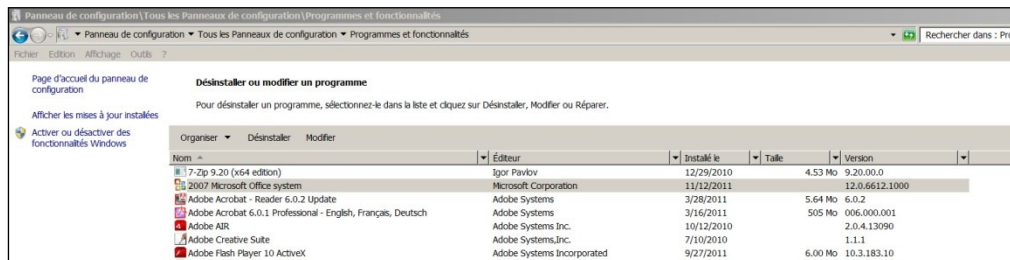 Panneau de configuration\Tous les Panneaux de configuration\Programmes et fonctionnalités
Panneau de configuration Tous les Panneaux de configuration Programmes et fonctionnalités
Rechercher dans : Pro
Fichier Edition Affichage Outils ?
Page d'accueil du panneau de configuration
Afficher les mises à jour installées
Activer ou désactiver des fonctionnalités Windows
Désinstaller ou modifier un programme
Pour désinstaller un programme, sélectionnez-le dans la liste et cliquez sur Désinstaller, Modifier ou Réparer.
Organiser Désinstaller Modifier
Nom Éditeur Installé le Taille Version
7-Zip 9.20 (x64 edition) Igor Pavlov 12/29/2010 4.53 Mo 9.20.00.0
2007 Microsoft Office system Microsoft Corporation 11/12/2011 12.0.6612.1000
Adobe Acrobat - Reader 6.0.2 Update Adobe Systems 3/28/2011 5.64 Mo 6.0.2
Adobe Acrobat 6.0.1 Professional - English, Français, Deutsch Adobe Systems 3/16/2011 505 Mo 006.000.001
Adobe AIR Adobe Systems Inc. 10/12/2010 2.0.4.13090
Adobe Creative Suite Adobe Systems,Inc. 7/10/2010 1.1.1
Adobe Flash Player 10 ActiveX Adobe Systems Incorporated 9/27/2011 6.00 Mo 10.3.183.10